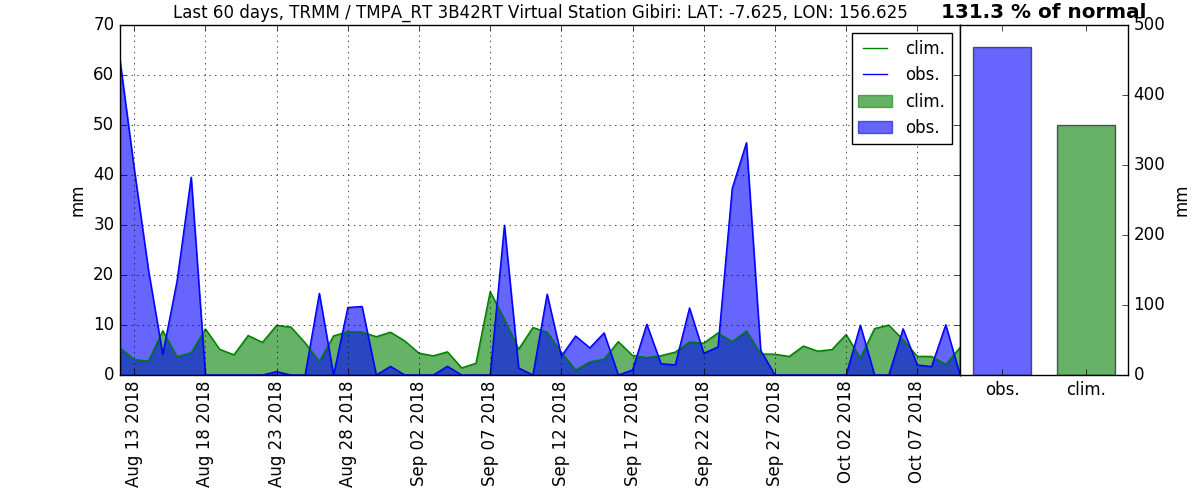 Last 60 days, TRMM / TMPA_RT 3B42RT Virtual Station Gibiri: LAT: -7.625, LON: 156.625
131.3 % of normal
70
60
50
40
30
20
10
0
mm
clim.
obs.
clim.
obs.
500
400
300
200
100
0
mm
Aug 13 2018
Aug 18 2018
Aug 23 2018
Aug 28 2018
Sep 02 2018
Sep 07 2018
Sep 12 2018
Sep 17 2018
Sep 22 2018
Sep 27 2018
Oct 02 2018
Oct 07 2018
obs.
clim.